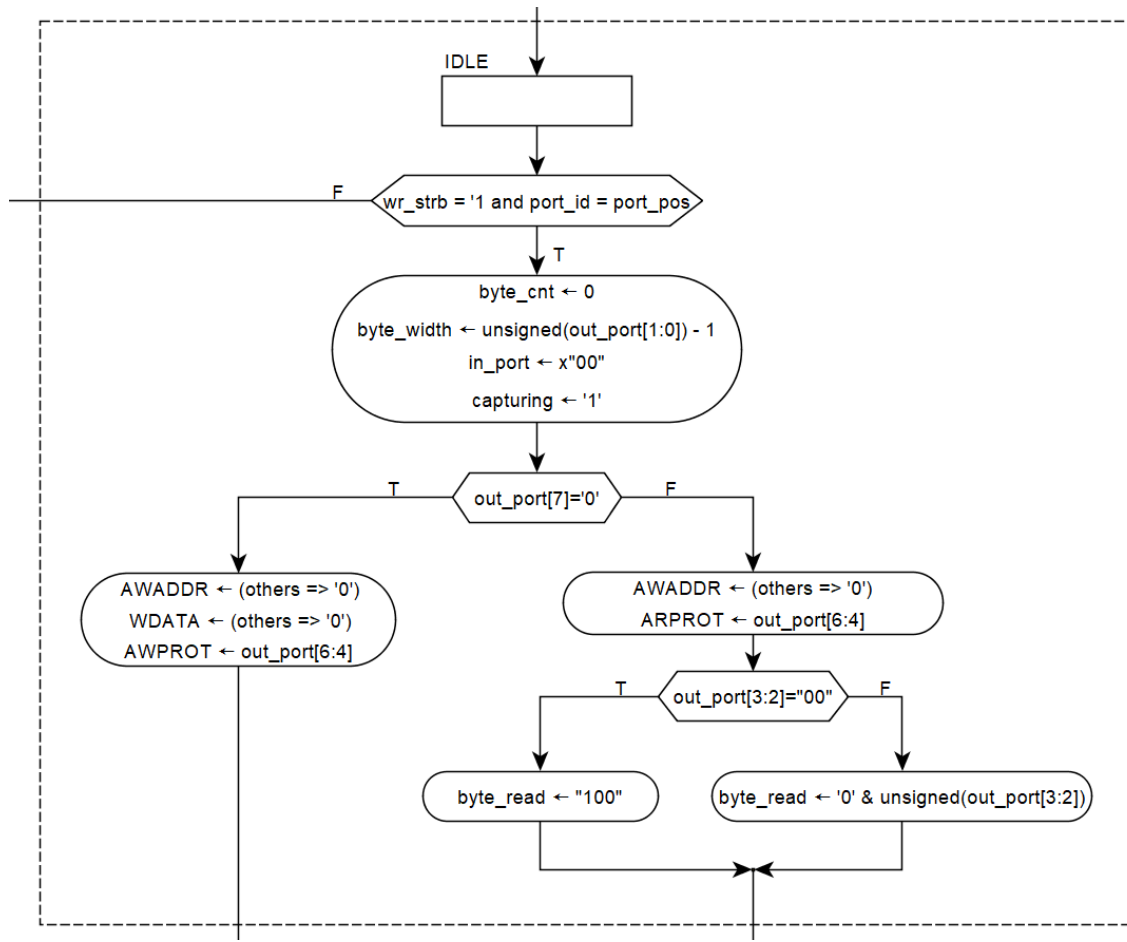 IDLE
F
wr_strb = '1 and port_id = port_pos
T
byte_cnt ← 0
byte_width ← unsigned(out_port[1:0]) - 1
in_port ← x"00"
capturing ← '1'
T
out_port[7]='0'
F
AWADDR ← (others => '0')
WDATA ← (others => '0')
AWPROT ← out_port[6:4]
AWADDR ← (others => '0')
ARPROT ← out_port[6:4]
T
out_port[3:2]="00"
F
byte_read ← "100"
byte_read ← '0' & unsigned(out_port[3:2])